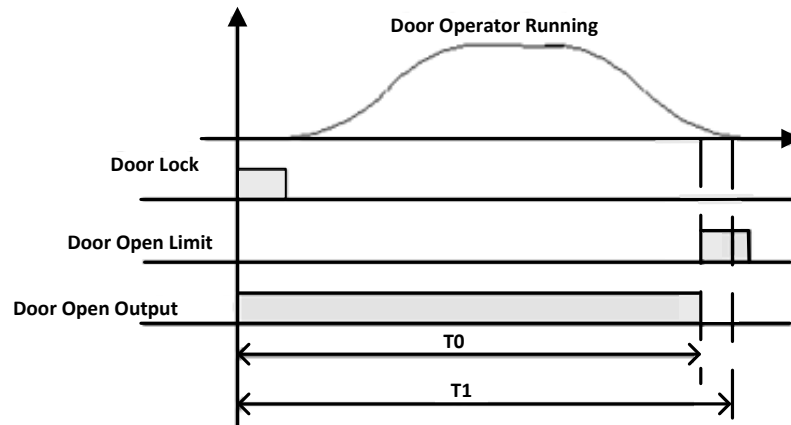 Door Operator Running
Door Lock
Door Open Limit
Door Open Output
T0
T1